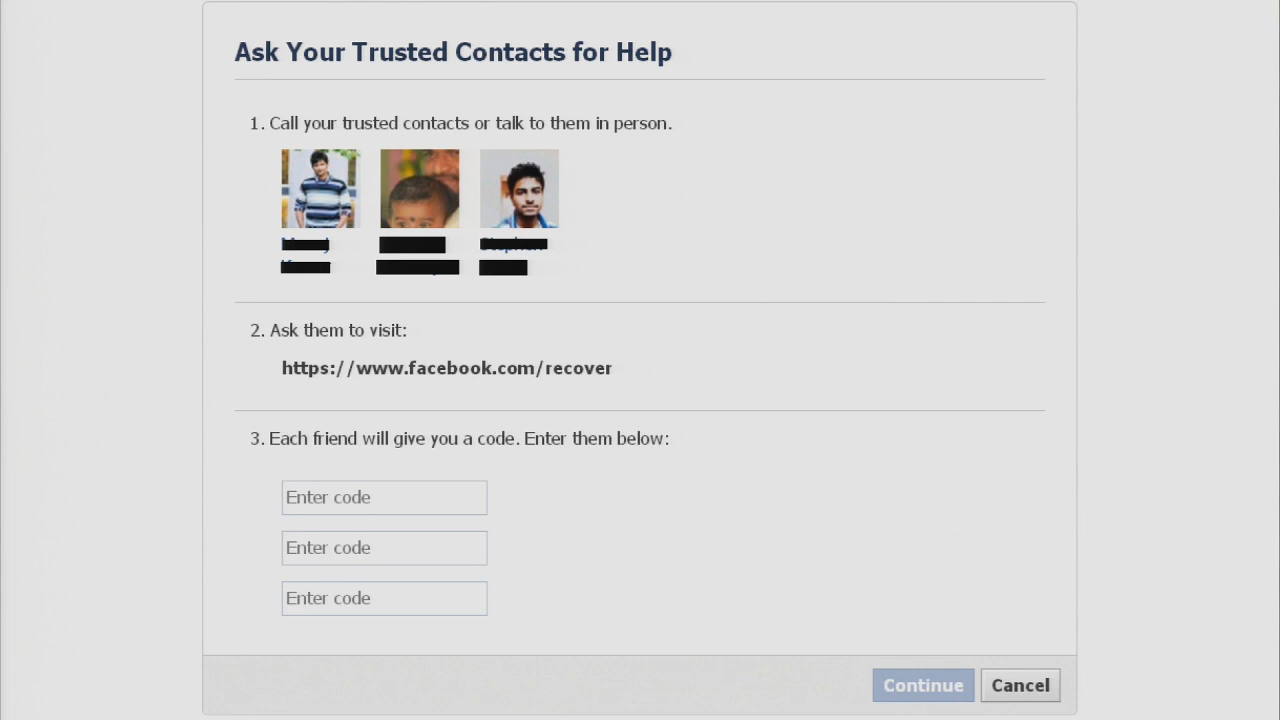 Ask Your Trusted Contacts for Help
1. Call your trusted contacts or talk to them in person.
2. Ask them to visit:
https://www.facebook.com/recover
3. Each friend will give you a code. Enter them below:
Enter code
Enter code
Enter code
Continue Cancel